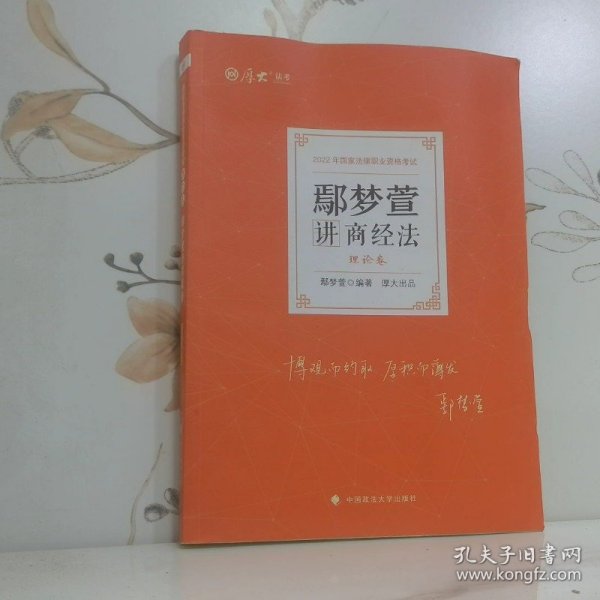 厚大®法考
2022年国家法律职业资格考试
鄢梦萱
讲商经法
理论卷
鄢梦萱◎编著 厚大出品
博观而约取 厚积而薄发
鄢梦萱
中国政法大学出版社
孔夫子旧书网
www.kongfz.com